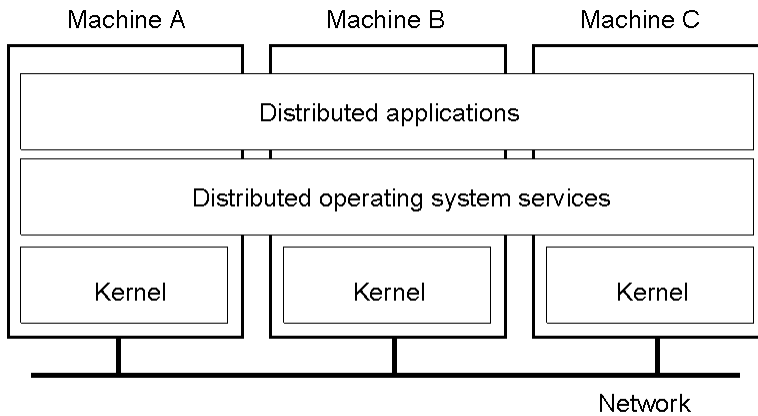 Machine A
Machine B
Machine C
Distributed applications
Distributed operating system services
Kernel
Kernel
Kernel
Network